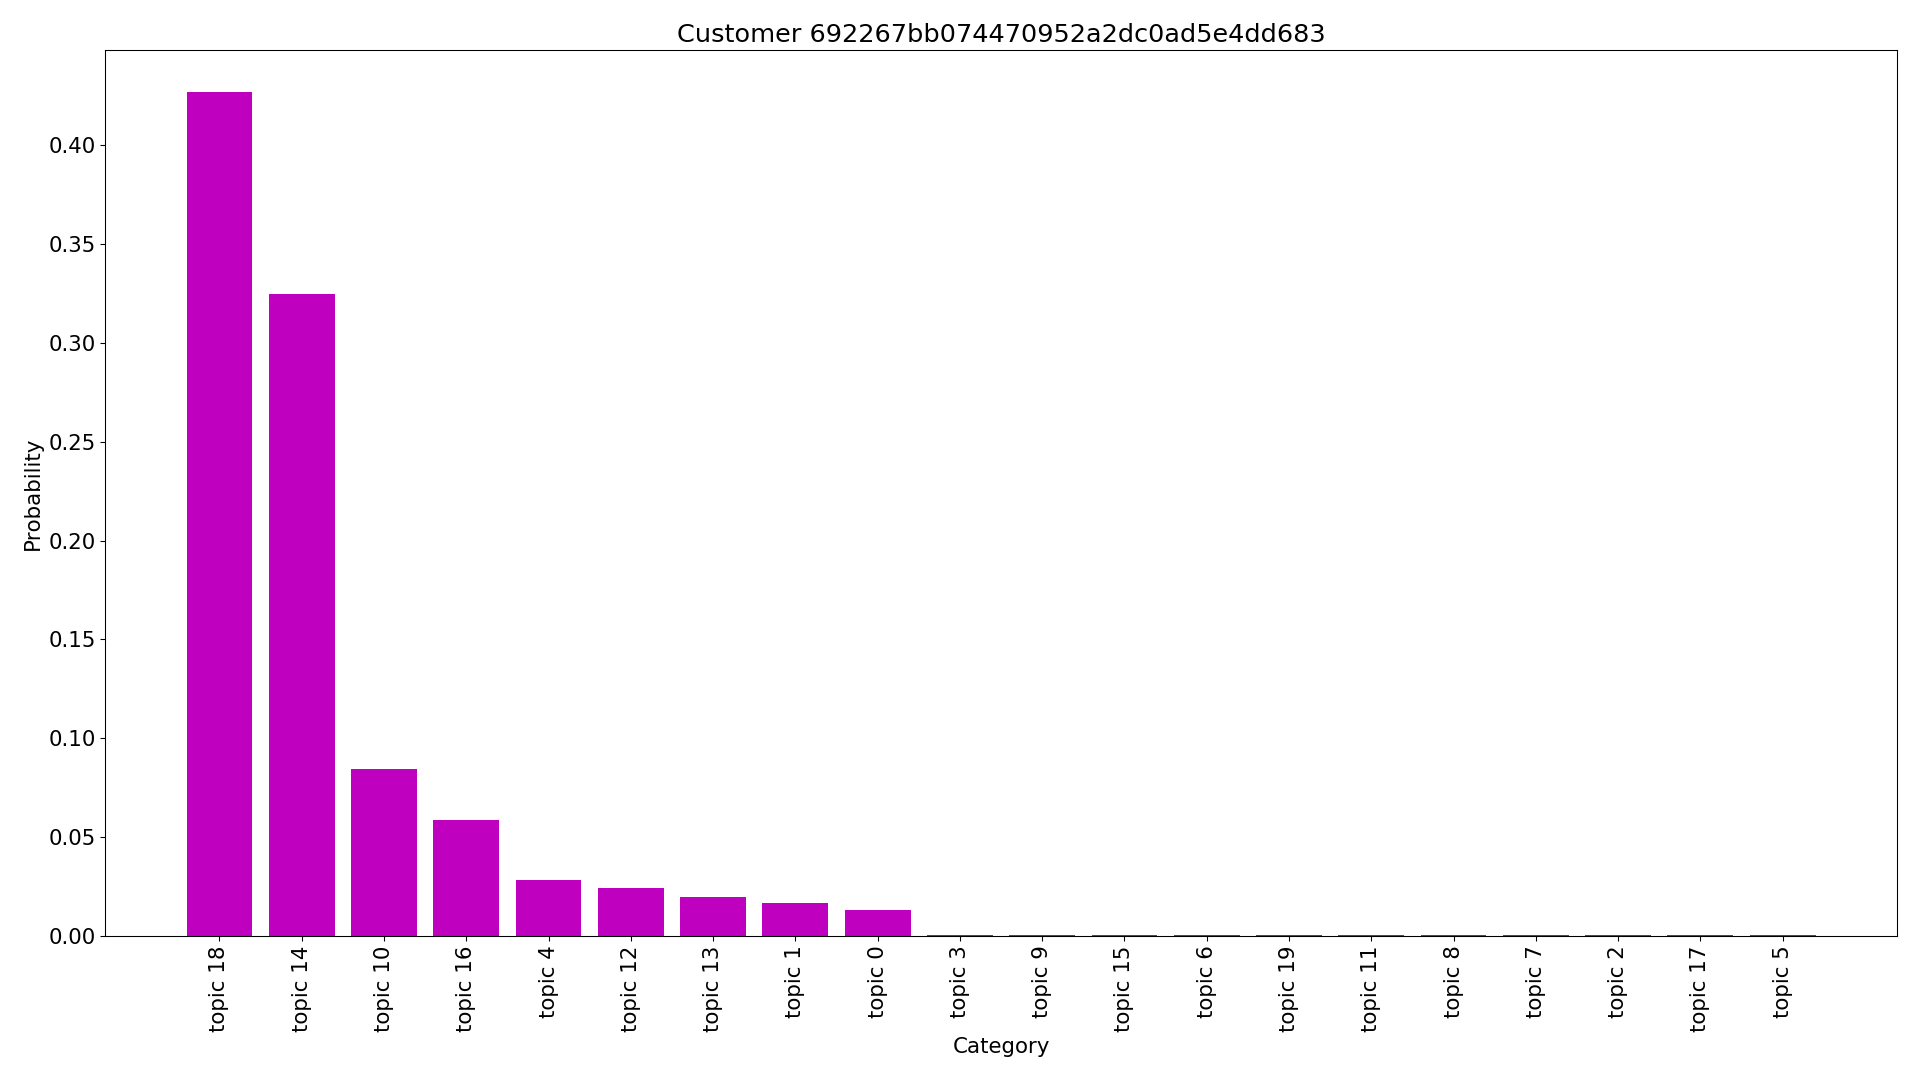 Customer 692267bb074470952a2dc0ad5e4dd683
Probability
0.40
0.35
0.30
0.25
0.20
0.15
0.10
0.05
0.00
topic 18
topic 14
topic 10
topic 16
topic 4
topic 12
topic 13
topic 1
topic 0
topic 3
topic 9
topic 15
topic 6
topic 19
topic 11
topic 8
topic 7
topic 2
topic 17
topic 5
Category